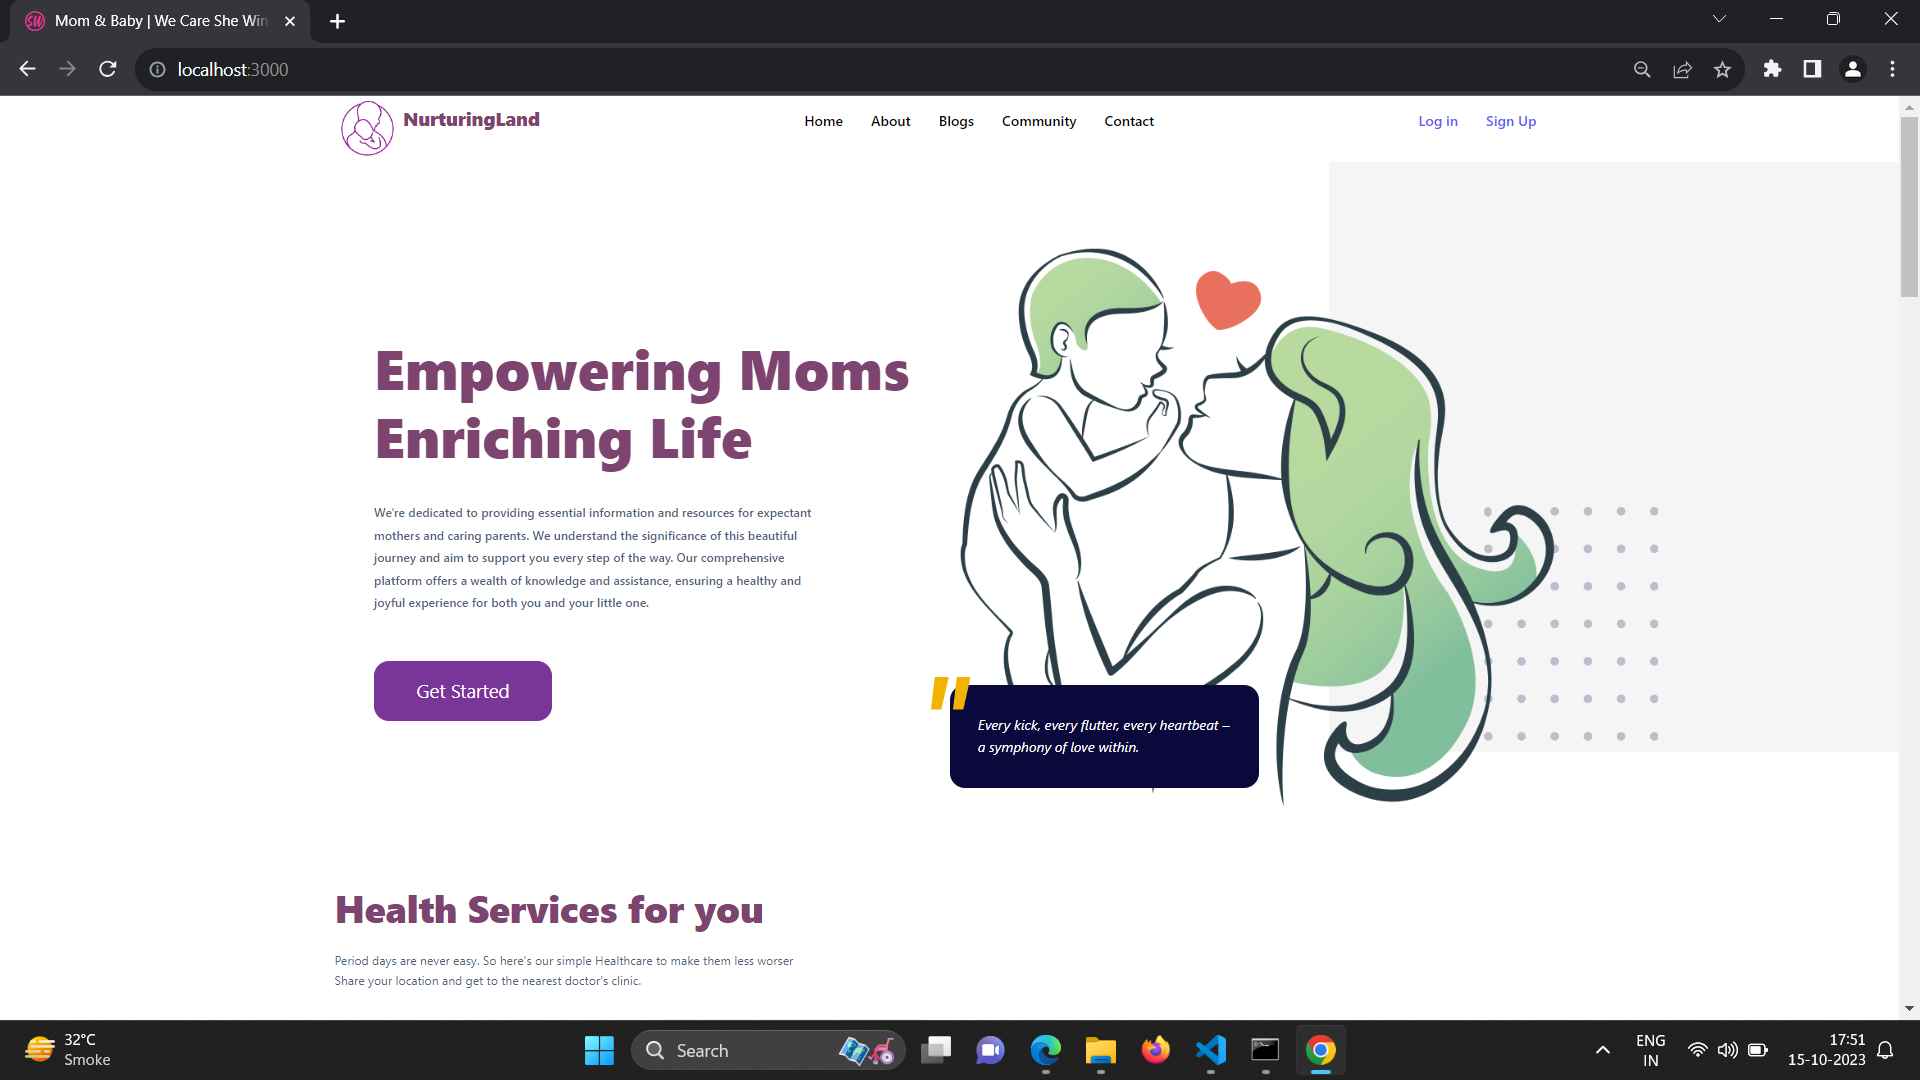 Mom & Baby | We Care She Win
localhost:3000
NurturingLand
Home About Blogs Community Contact
Log in Sign Up
Empowering Moms
Enriching Life
We're dedicated to providing essential information and resources for expectant
mothers and caring parents. We understand the significance of this beautiful
journey and aim to support you every step of the way. Our comprehensive
platform offers a wealth of knowledge and assistance, ensuring a healthy and
joyful experience for both you and your little one.
Get Started
"
Every kick, every flutter, every heartbeat –
a symphony of love within.
Health Services for you
Period days are never easy. So here's our simple Healthcare to make them less worser
Share your location and get to the nearest doctor's clinic.
32°C
Smoke
Search
ENG
IN
17:51
15-10-2023